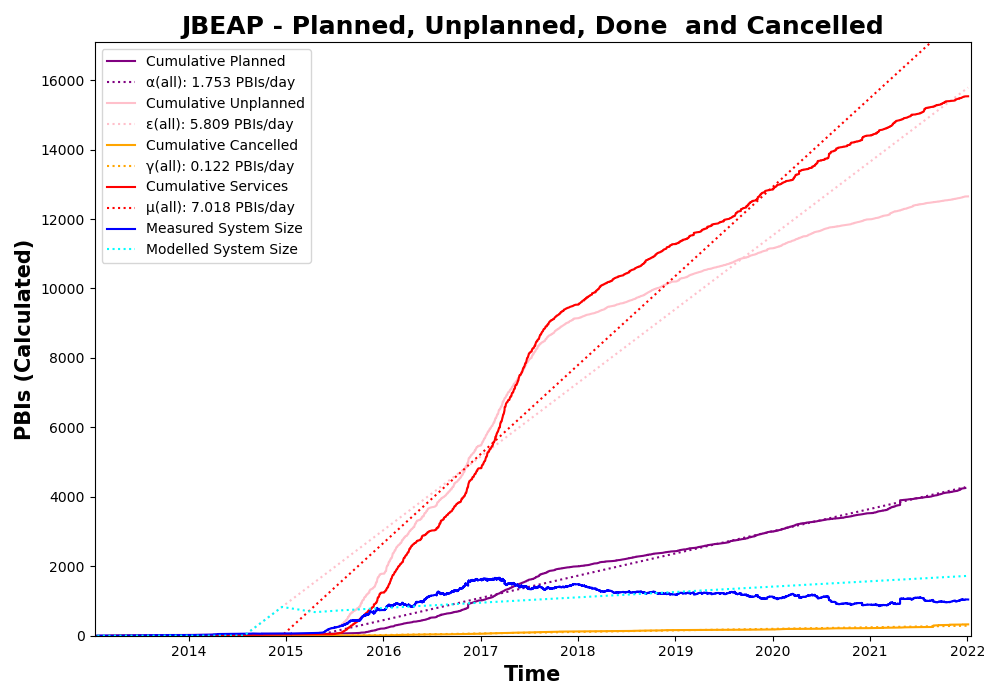 JBEAP - Planned, Unplanned, Done  and Cancelled
Cumulative Planned
α(all): 1.753 PBIs/day
Cumulative Unplanned
ε(all): 5.809 PBIs/day
Cumulative Cancelled
γ(all): 0.122 PBIs/day
Cumulative Services
μ(all): 7.018 PBIs/day
Measured System Size
Modelled System Size
PBIs (Calculated)
16000
14000
12000
10000
8000
6000
4000
2000
0
2014 2015 2016 2017 2018 2019 2020 2021 2022
Time